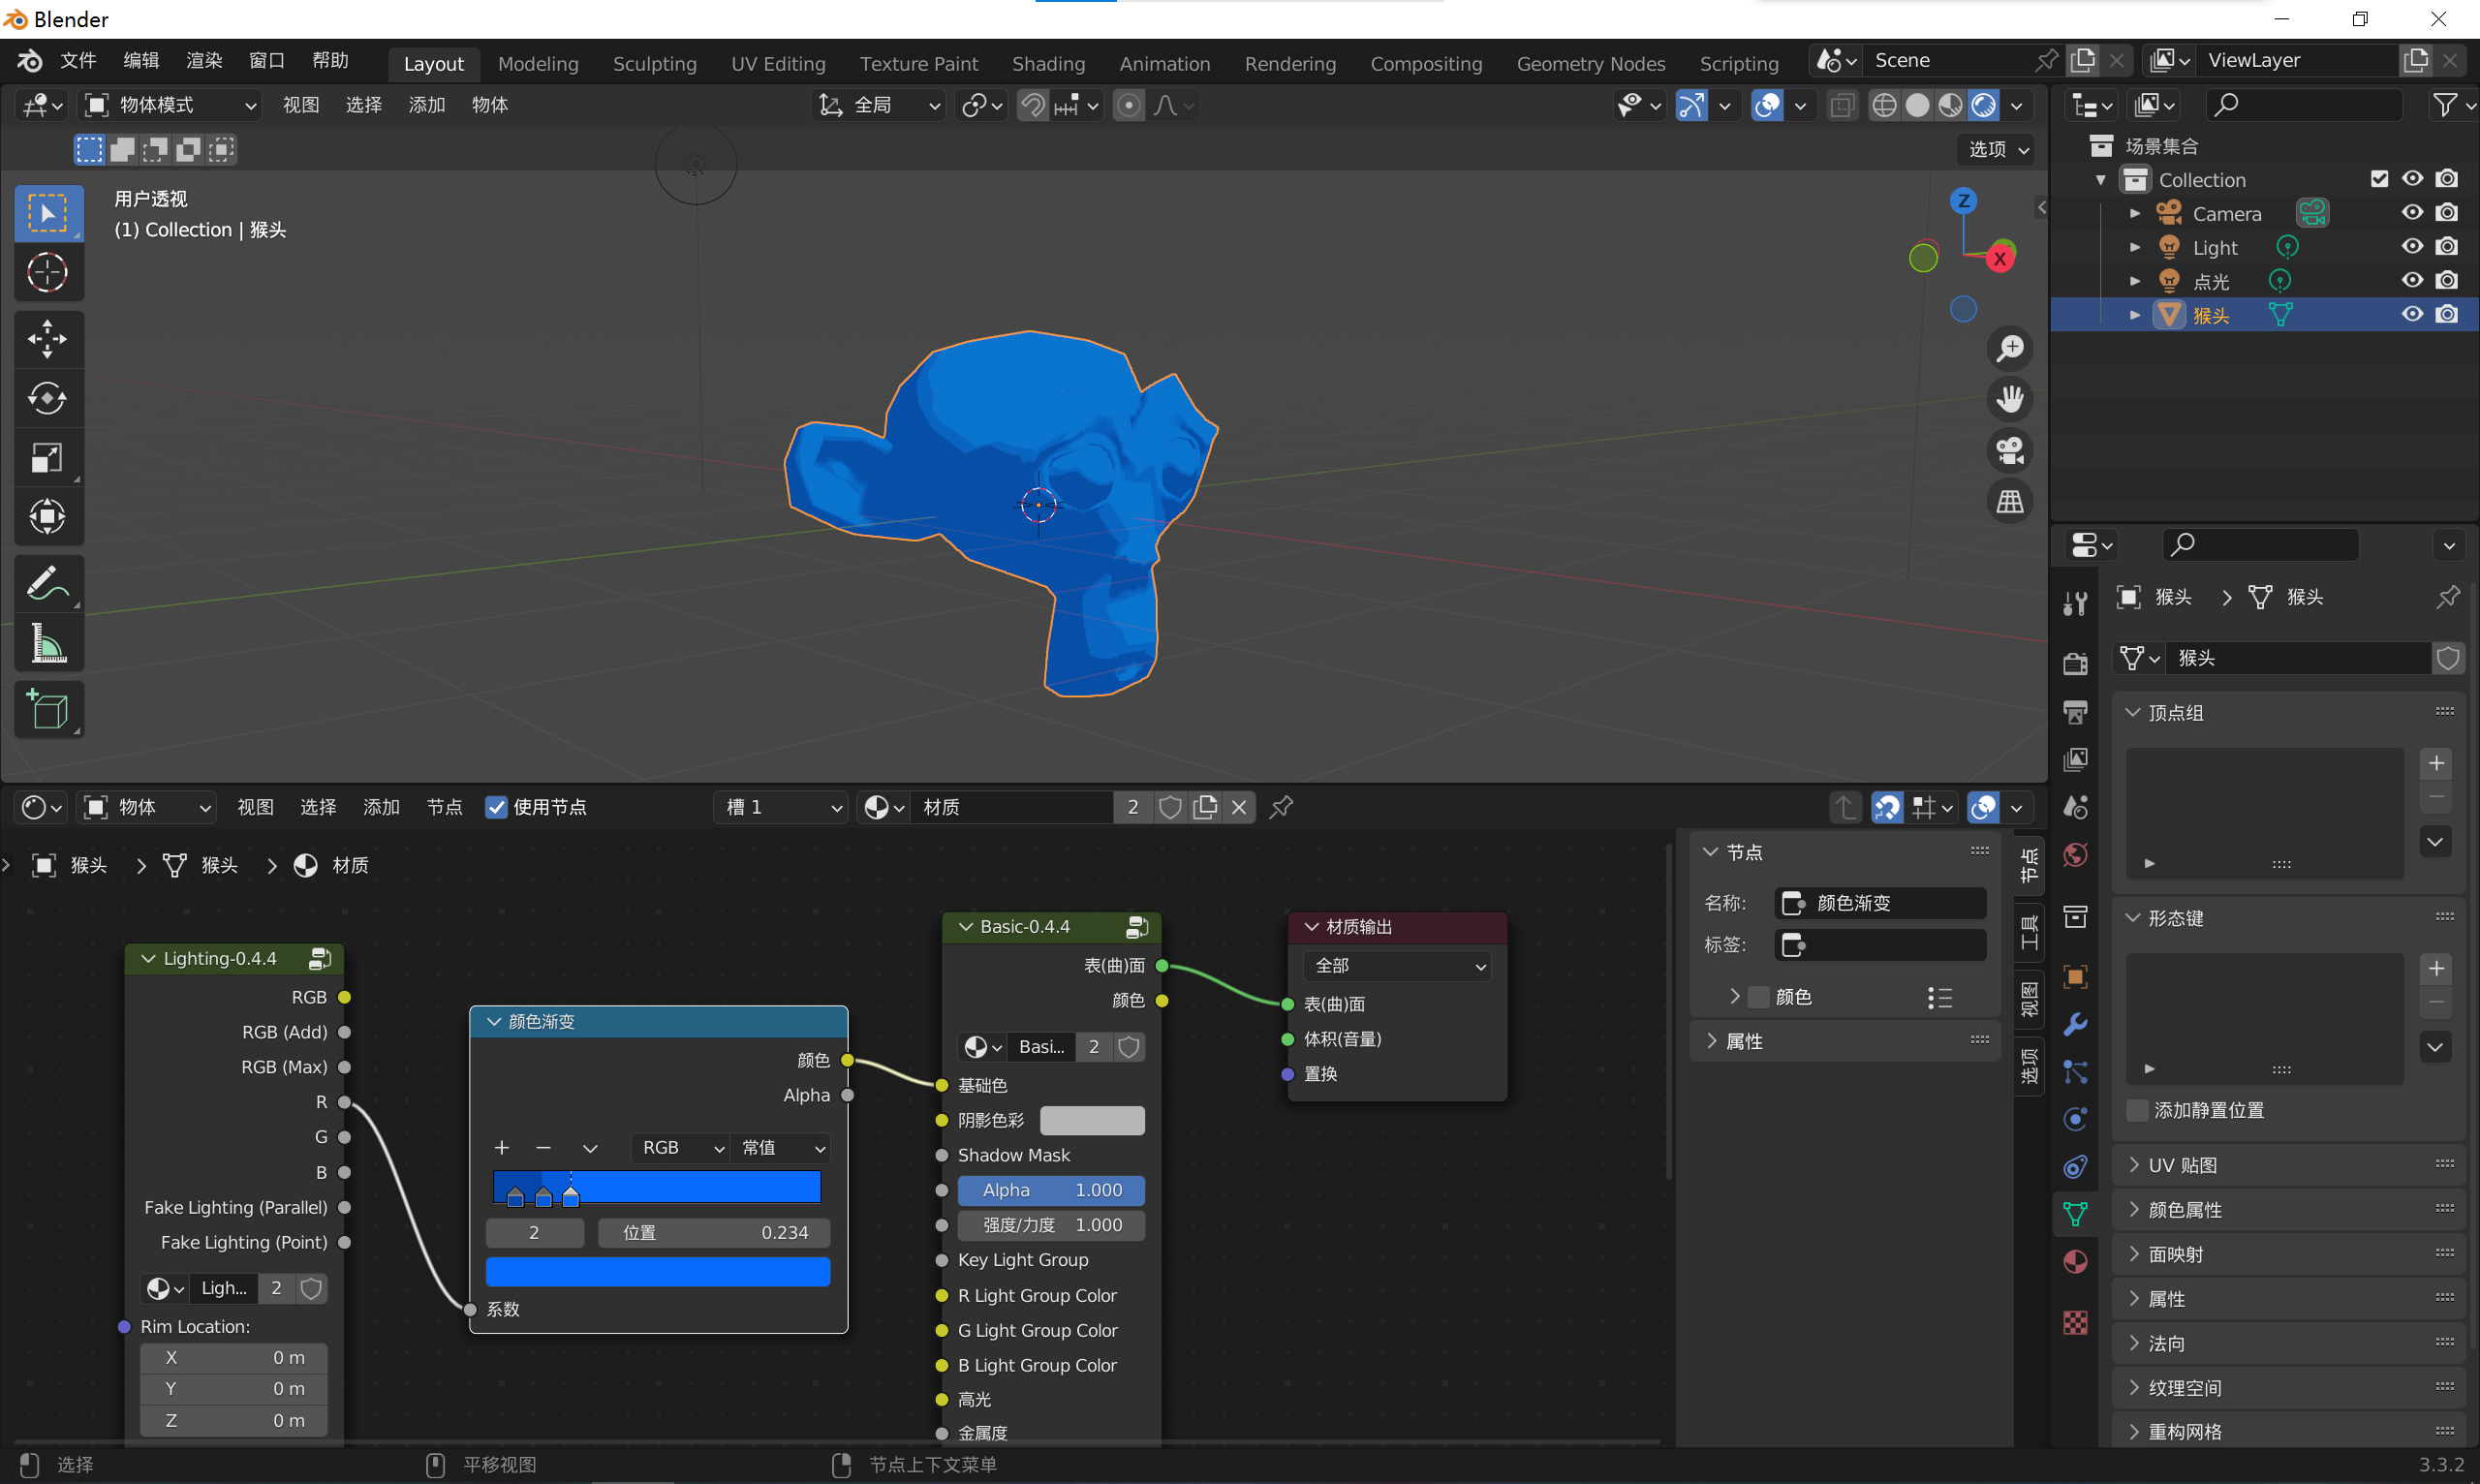 Blender
文件 编辑 渲染 窗口 帮助 Layout Modeling Sculpting UV Editing Texture Paint Shading Animation Rendering Compositing Geometry Nodes Scripting Scene ViewLayer
物体模式 视图 选择 添加 物体 全局
选项
用户透视
(1) Collection | 猴头
Z
X
场景集合
Collection
Camera
Light
点光
猴头
猴头 猴头
猴头
顶点组
形态键
添加静置位置
UV 贴图
颜色属性
面映射
属性
法向
纹理空间
重构网格
物体 视图 选择 添加 节点 使用节点 槽 1 材质 2
猴头 猴头 材质
Lighting-0.4.4
RGB
RGB (Add)
RGB (Max)
R
G
B
Fake Lighting (Parallel)
Fake Lighting (Point)
Ligh... 2
Rim Location:
X 0 m
Y 0 m
Z 0 m
颜色渐变
颜色
Alpha
RGB 常值
2 位置 0.234
系数
Basic-0.4.4
表(曲)面
颜色
Basi... 2
基础色
阴影色彩
Shadow Mask
Alpha 1.000
强度/力度 1.000
Key Light Group
R Light Group Color
G Light Group Color
B Light Group Color
高光
金属度
材质输出
全部
表(曲)面
体积(音量)
置换
节点
名称: 颜色渐变
标签:
颜色
属性
节点
工具
视图
选项
选择 平移视图 节点上下文菜单 3.3.2